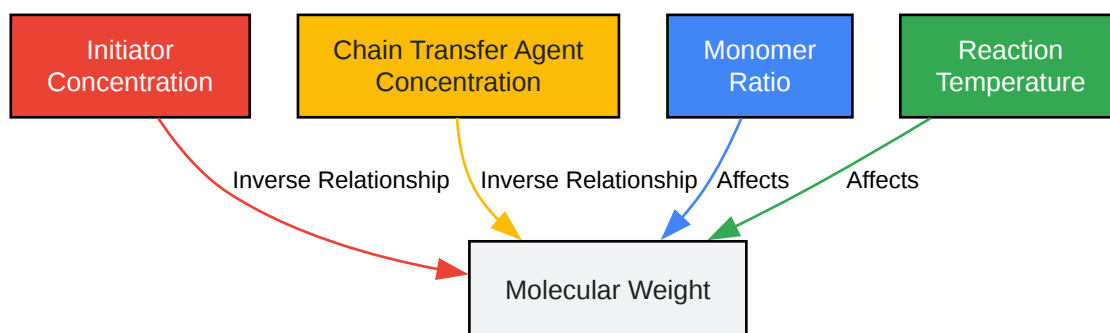 Initiator
Concentration
Chain Transfer Agent
Concentration
Monomer
Ratio
Reaction
Temperature
Inverse Relationship
Inverse Relationship
Affects
Affects
Molecular Weight